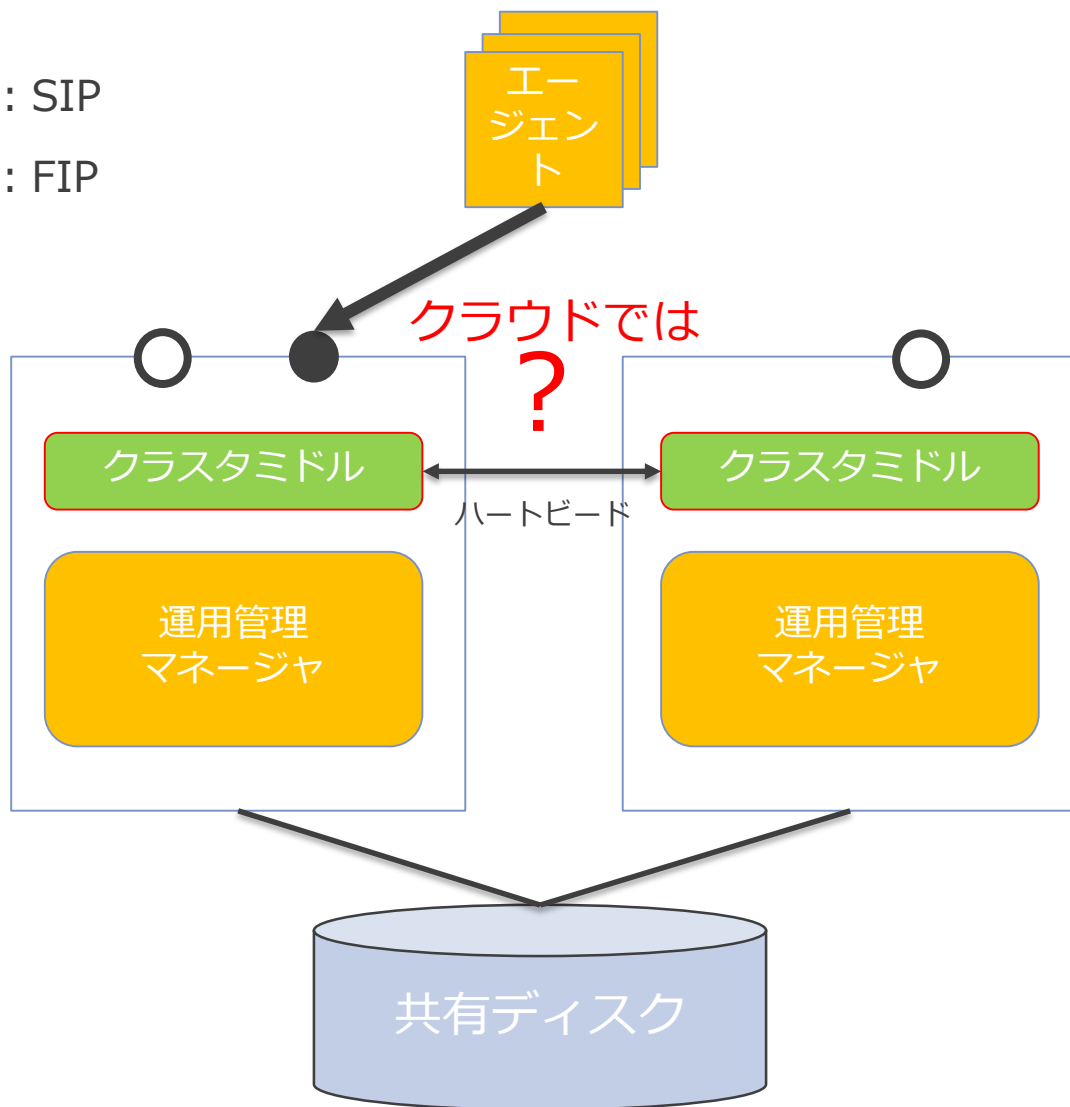 : SIP
: FIP
エー
ジェン
ト
クラウドでは
?
クラスタミドル
クラスタミドル
ハートビード
運用管理
マネージャ
運用管理
マネージャ
共有ディスク